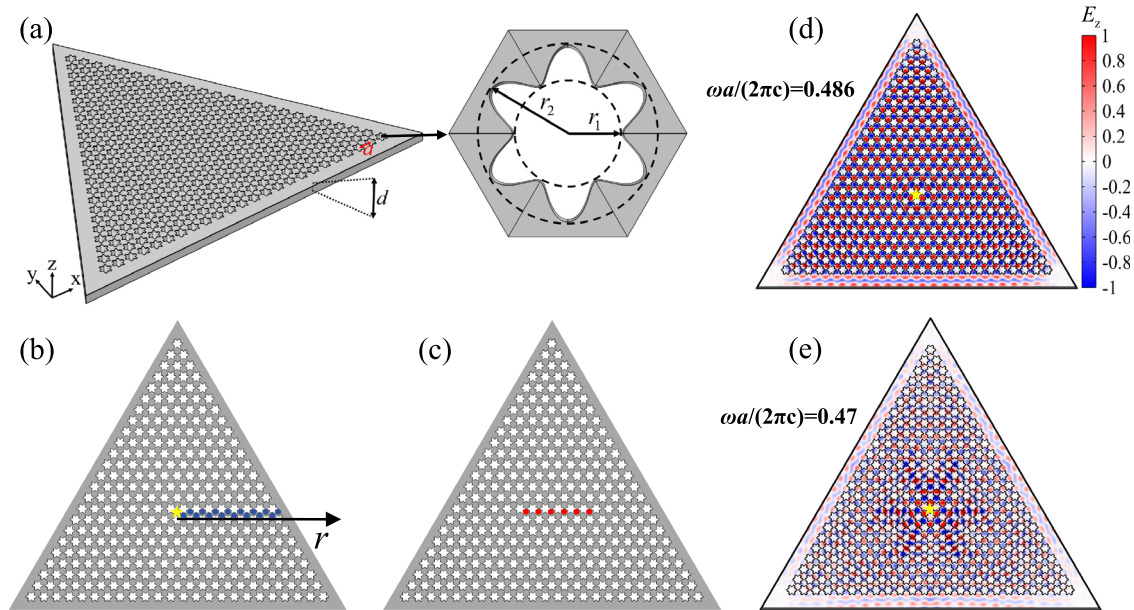 (a)
r₂
r₁
a
d
z
y
x
(d)
ωa/(2πc)=0.486
E_z
1
0.8
0.6
0.4
0.2
0
-0.2
-0.4
-0.6
-0.8
-1
(b)
r
(c)
(e)
ωa/(2πc)=0.47